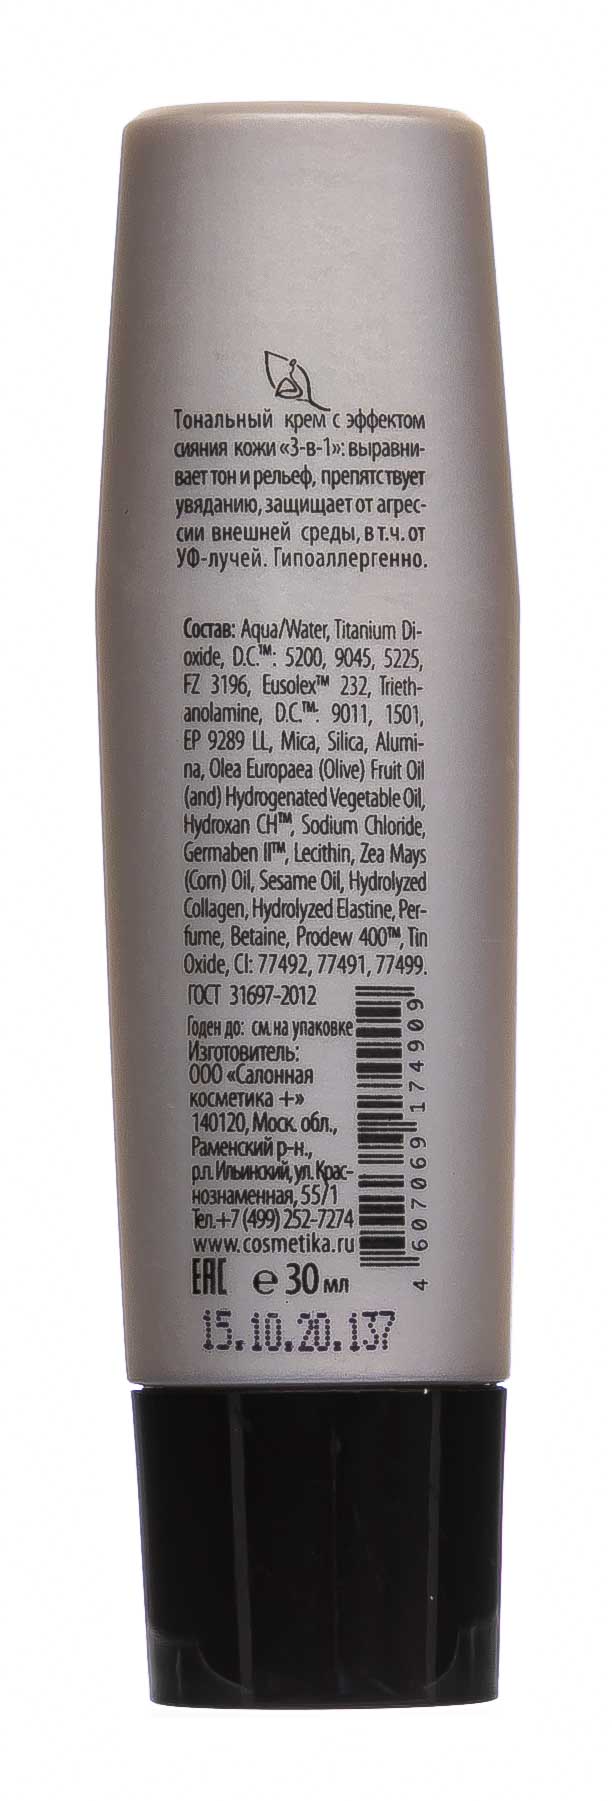 Тональный крем с эффектом
сияния кожи «3-в-1»: выравни-
вает тон и рельеф, препятствует
увяданию, защищает от агрес-
сии внешней среды, в т.ч. от
УФ-лучей. Гипоаллергенно.
Состав: Aqua/Water, Titanium Di-
oxide, D.C.™: 5200, 9045, 5225,
FZ 3196, Eusolex™ 232, Trieth-
anolamine, D.C.™: 9011, 1501,
EP 9289 LL, Mica, Silica, Alumi-
na, Olea Europaea (Olive) Fruit Oil
(and) Hydrogenated Vegetable Oil,
Hydroxan CH™, Sodium Chloride,
Germaben II™, Lecithin, Zea Mays
(Corn) Oil, Sesame Oil, Hydrolyzed
Collagen, Hydrolyzed Elastine, Per-
fume, Betaine, Prodew 400™, Tin
Oxide, CI: 77492, 77491, 77499.
ГОСТ 31697-2012
Годен до: см. на упаковке
Изготовитель:
ООО «Салонная
косметика +»
140120, Моск. обл.,
Раменский р-н.,
р.п. Ильинский, ул. Крас-
нознаменная, 55/1
Тел.+7 (499) 252-7274
www.cosmetika.ru
EAC e 30 мл
4607069174909
15.10.20.137